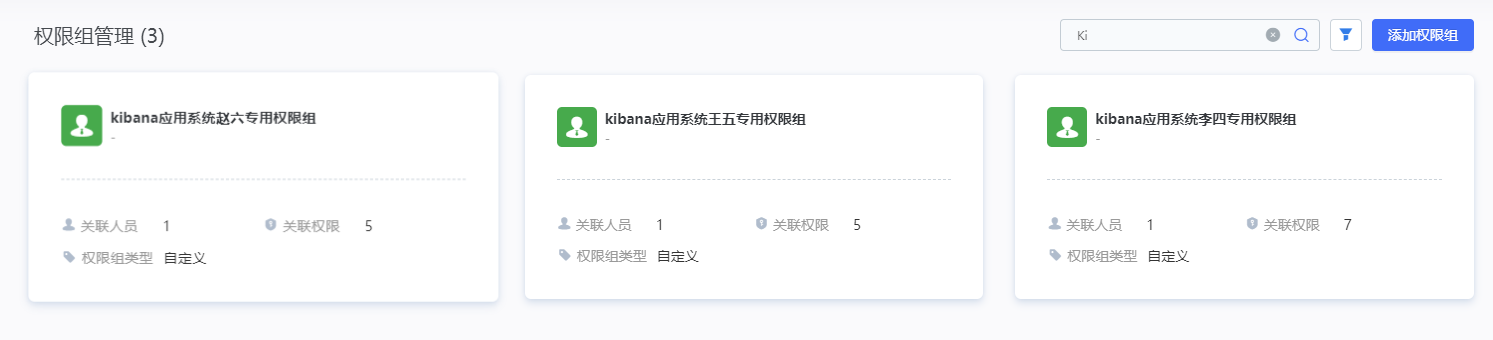 权限组管理 (3)
Ki
添加权限组
kibana应用系统赵六专用权限组
-
关联人员 1 关联权限 5
权限组类型 自定义
kibana应用系统王五专用权限组
-
关联人员 1 关联权限 5
权限组类型 自定义
kibana应用系统李四专用权限组
-
关联人员 1 关联权限 7
权限组类型 自定义